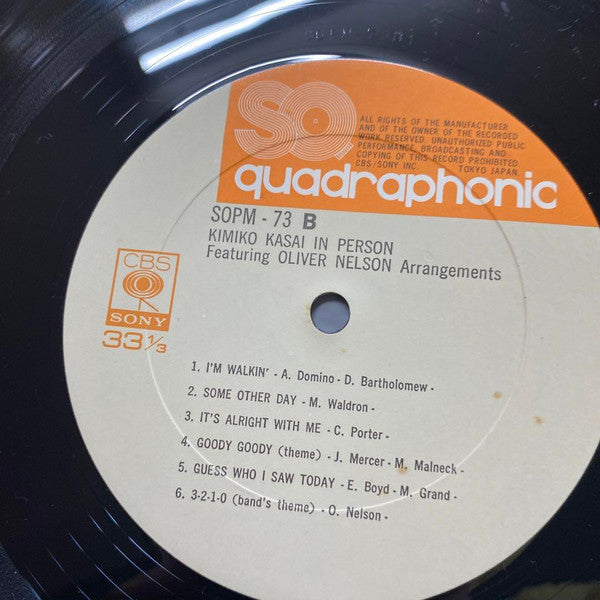 SQ
ALL RIGHTS OF THE MANUFACTURER
AND OF THE OWNER OF THE RECORDED
WORK RESERVED. UNAUTHORIZED PUBLIC
PERFORMANCE, BROADCASTING AND
COPYING OF THIS RECORD PROHIBITED
CBS/SONY INC. TOKYO JAPAN.
quadraphonic
SOPM - 73 B
KIMIKO KASAI IN PERSON
Featuring OLIVER NELSON Arrangements
CBS
SONY
33 1/3
1. I'M WALKIN' - A. Domino - D. Bartholomew -
2. SOME OTHER DAY - M. Waldron -
3. IT'S ALRIGHT WITH ME - C. Porter -
4. GOODY GOODY (theme) - J. Mercer - M. Malneck -
5. GUESS WHO I SAW TODAY - E. Boyd - M. Grand -
6. 3-2-1-0 (band's theme) - O. Nelson -